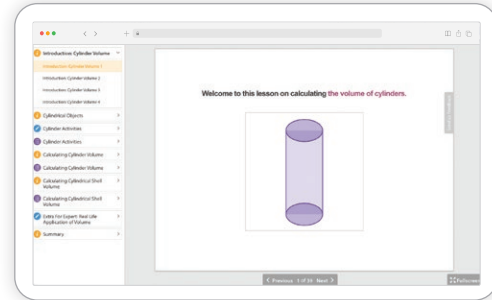 Introduction: Cylinder Volume
Introduction: Cylinder Volume 1
Introduction: Cylinder Volume 2
Introduction: Cylinder Volume 3
Introduction: Cylinder Volume 4
Cylindrical Objects
Cylinder Activities
Cylinder Activities
Calculating Cylinder Volume
Calculating Cylinder Volume
Calculating Cylindrical Shell
Volume
Calculating Cylindrical Shell
Volume
Extra For Expert: Real Life
Application of Volume
Summary
Welcome to this lesson on calculating the volume of cylinders.
Previous
Next
Fullscreen